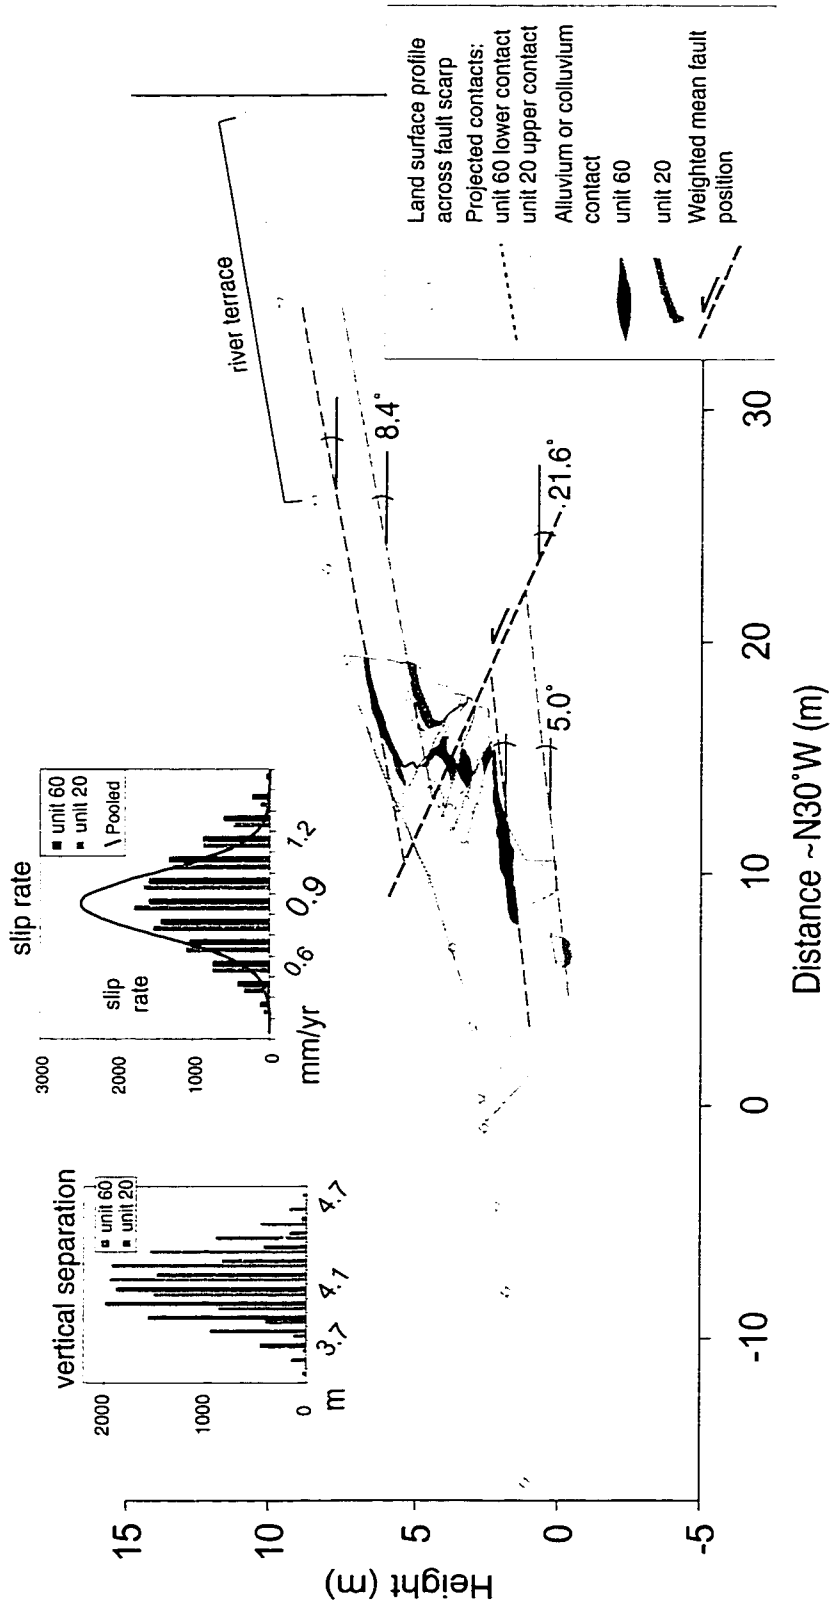 vertical separation
2000
1000
0
unit 60
unit 20
m
3.7
4.1
4.7
slip rate
3000
2000
1000
0
slip
rate
unit 60
unit 20
Pooled
mm/yr
0.6
0.9
1.2
river terrace
8.4°
21.6°
5.0°
15
10
5
0
-5
Height (m)
-10
0
10
20
30
Distance ~N30°W (m)
Land surface profile
across fault scarp
Projected contacts:
unit 60 lower contact
unit 20 upper contact
Alluvium or colluvium
contact
unit 60
unit 20
Weighted mean fault
position